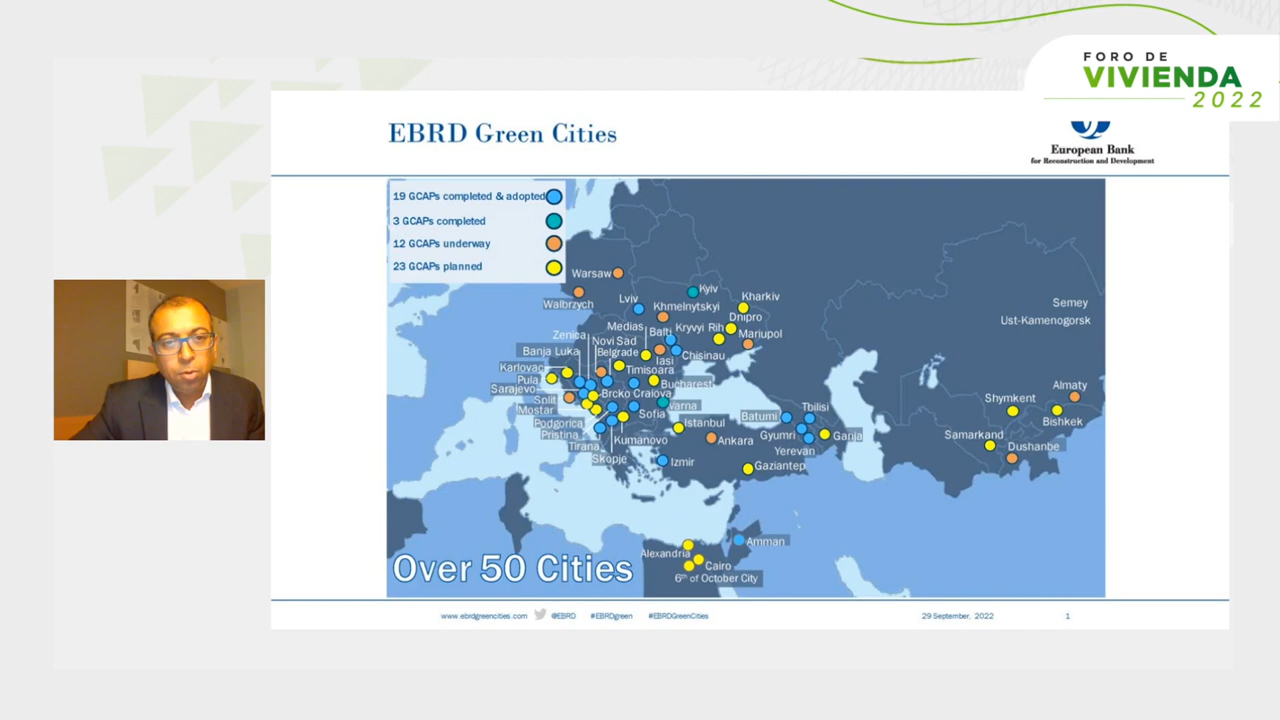 FORO DE
VIVIENDA
2022
EBRD Green Cities
European Bank
for Reconstruction and Development
19 GCAPs completed & adopted
3 GCAPs completed
12 GCAPs underway
23 GCAPs planned
Warsaw
Walbrzych
Lviv
Kyiv
Khmelnytskyi
Kharkiv
Dnipro
Semey
Ust-Kamenogorsk
Zenica
Medias
Balti
Kryvyi Rih
Mariupol
Novi Sad
Banja Luka
Belgrade
Iasi
Chisinau
Karlovac
Timisoara
Pula
Bucharest
Sarajevo
Brcko
Craiova
Split
Varna
Mostar
Sofia
Podgorica
Istanbul
Pristina
Kumanovo
Ankara
Tirana
Skopje
Izmir
Gaziantep
Batumi
Tbilisi
Gyumri
Ganja
Yerevan
Almaty
Shymkent
Bishkek
Samarkand
Dushanbe
Amman
Alexandria
Cairo
6th of October City
Over 50 Cities
www.ebrdgreencities.com @EBRD #EBRDgreen #EBRDGreenCities 29 September, 2022 1